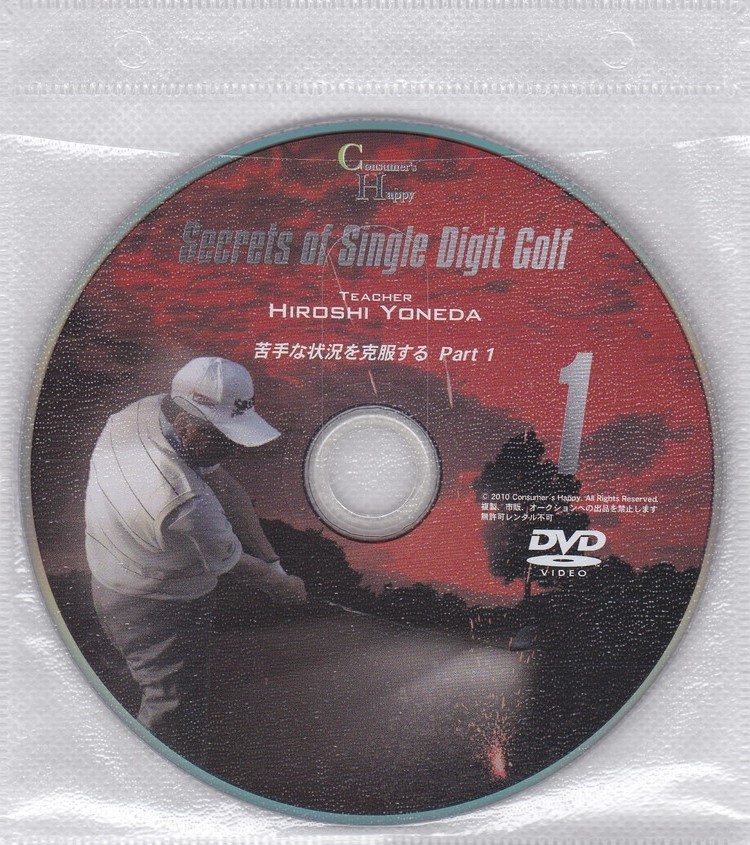 Consumer's
Happy
Secrets of Single Digit Golf
TEACHER
HIROSHI YONEDA
苦手な状況を克服する Part 1
1
© 2010 Consumer's Happy. All Rights Reserved.
複製、市販、オークションへの出品を禁止します
無許可レンタル不可
DVD
VIDEO